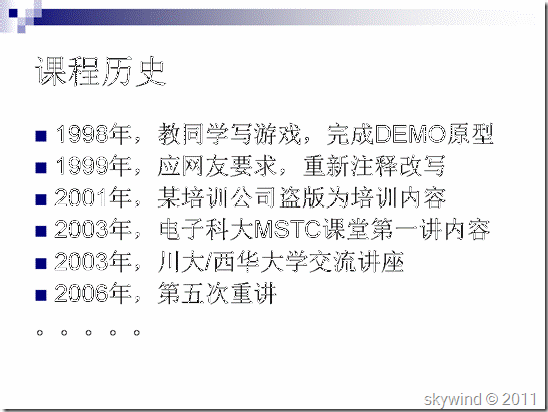 课程历史
1998年，教同学写游戏，完成DEMO原型
1999年，应网友要求，重新注释改写
2001年，某培训公司盗版为培训内容
2003年，电子科大MSTC课堂第一讲内容
2003年，川大/西华大学交流讲座
2006年，第五次重讲
。。。。。
skywind © 2011